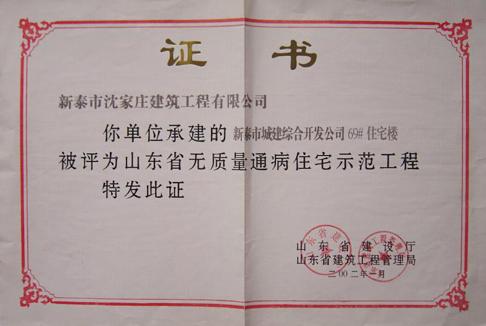 证书
新泰市沈家庄建筑工程有限公司
你单位承建的新泰市城建综合开发公司69#住宅楼
被评为山东省无质量通病住宅示范工程
特发此证
山东省建设厅
山东省建筑工程管理局
二00二年一月